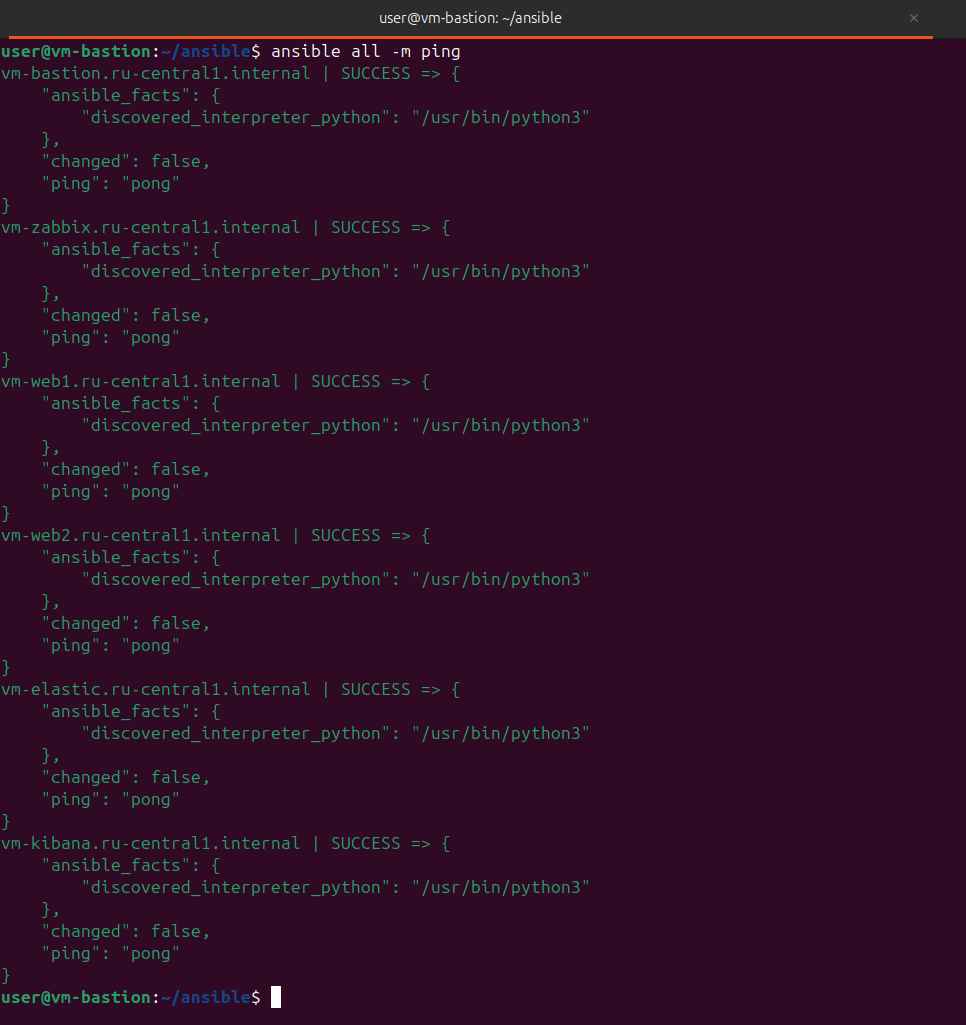 user@vm-bastion: ~/ansible ×
user@vm-bastion:~/ansible$ ansible all -m ping
vm-bastion.ru-central1.internal | SUCCESS => {
    "ansible_facts": {
        "discovered_interpreter_python": "/usr/bin/python3"
    },
    "changed": false,
    "ping": "pong"
}
vm-zabbix.ru-central1.internal | SUCCESS => {
    "ansible_facts": {
        "discovered_interpreter_python": "/usr/bin/python3"
    },
    "changed": false,
    "ping": "pong"
}
vm-web1.ru-central1.internal | SUCCESS => {
    "ansible_facts": {
        "discovered_interpreter_python": "/usr/bin/python3"
    },
    "changed": false,
    "ping": "pong"
}
vm-web2.ru-central1.internal | SUCCESS => {
    "ansible_facts": {
        "discovered_interpreter_python": "/usr/bin/python3"
    },
    "changed": false,
    "ping": "pong"
}
vm-elastic.ru-central1.internal | SUCCESS => {
    "ansible_facts": {
        "discovered_interpreter_python": "/usr/bin/python3"
    },
    "changed": false,
    "ping": "pong"
}
vm-kibana.ru-central1.internal | SUCCESS => {
    "ansible_facts": {
        "discovered_interpreter_python": "/usr/bin/python3"
    },
    "changed": false,
    "ping": "pong"
}
user@vm-bastion:~/ansible$